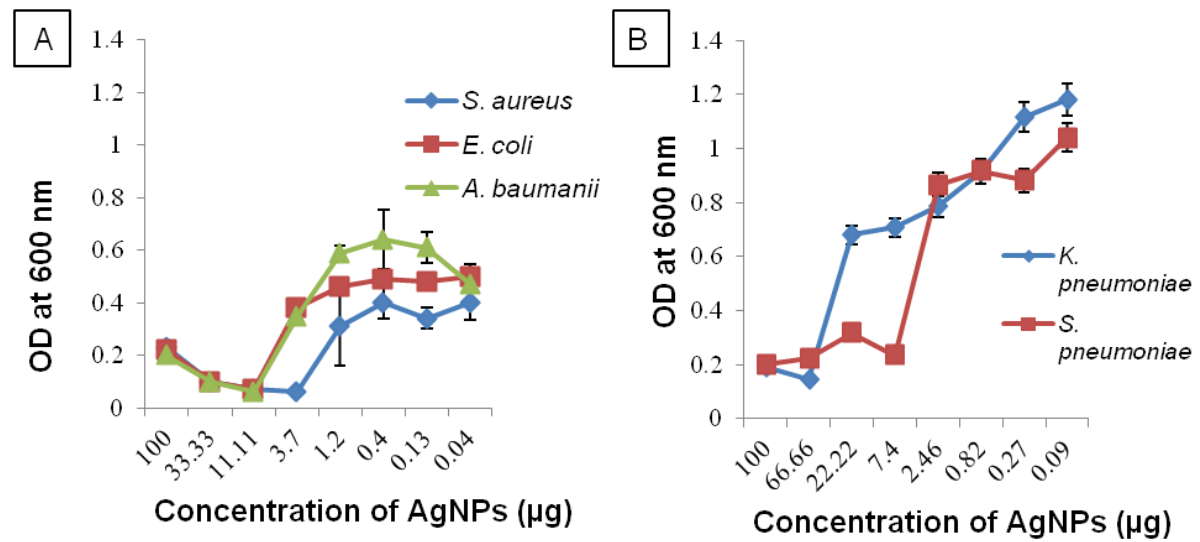 A
1.4
1.2
1
0.8
0.6
0.4
0.2
0
OD at 600 nm
S. aureus
E. coli
A. baumanii
100
33.33
11.11
3.7
1.2
0.4
0.13
0.04
Concentration of AgNPs (µg)
B
1.4
1.2
1
0.8
0.6
0.4
0.2
0
OD at 600 nm
K.
pneumoniae
S.
pneumoniae
100
66.66
22.22
7.4
2.46
0.82
0.27
0.09
Concentration of AgNPs (µg)